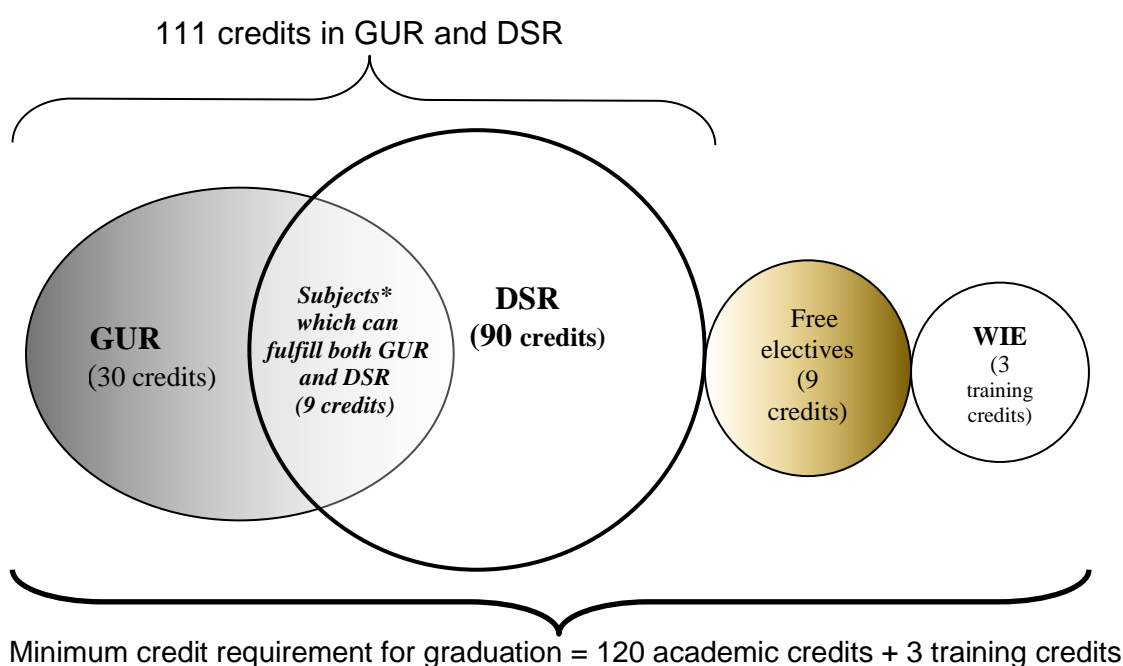 111 credits in GUR and DSR
GUR
(30 credits)
Subjects*
which can
fulfill both GUR
and DSR
(9 credits)
DSR
(90 credits)
Free
electives
(9
credits)
WIE
(3
training
credits)
Minimum credit requirement for graduation = 120 academic credits + 3 training credits